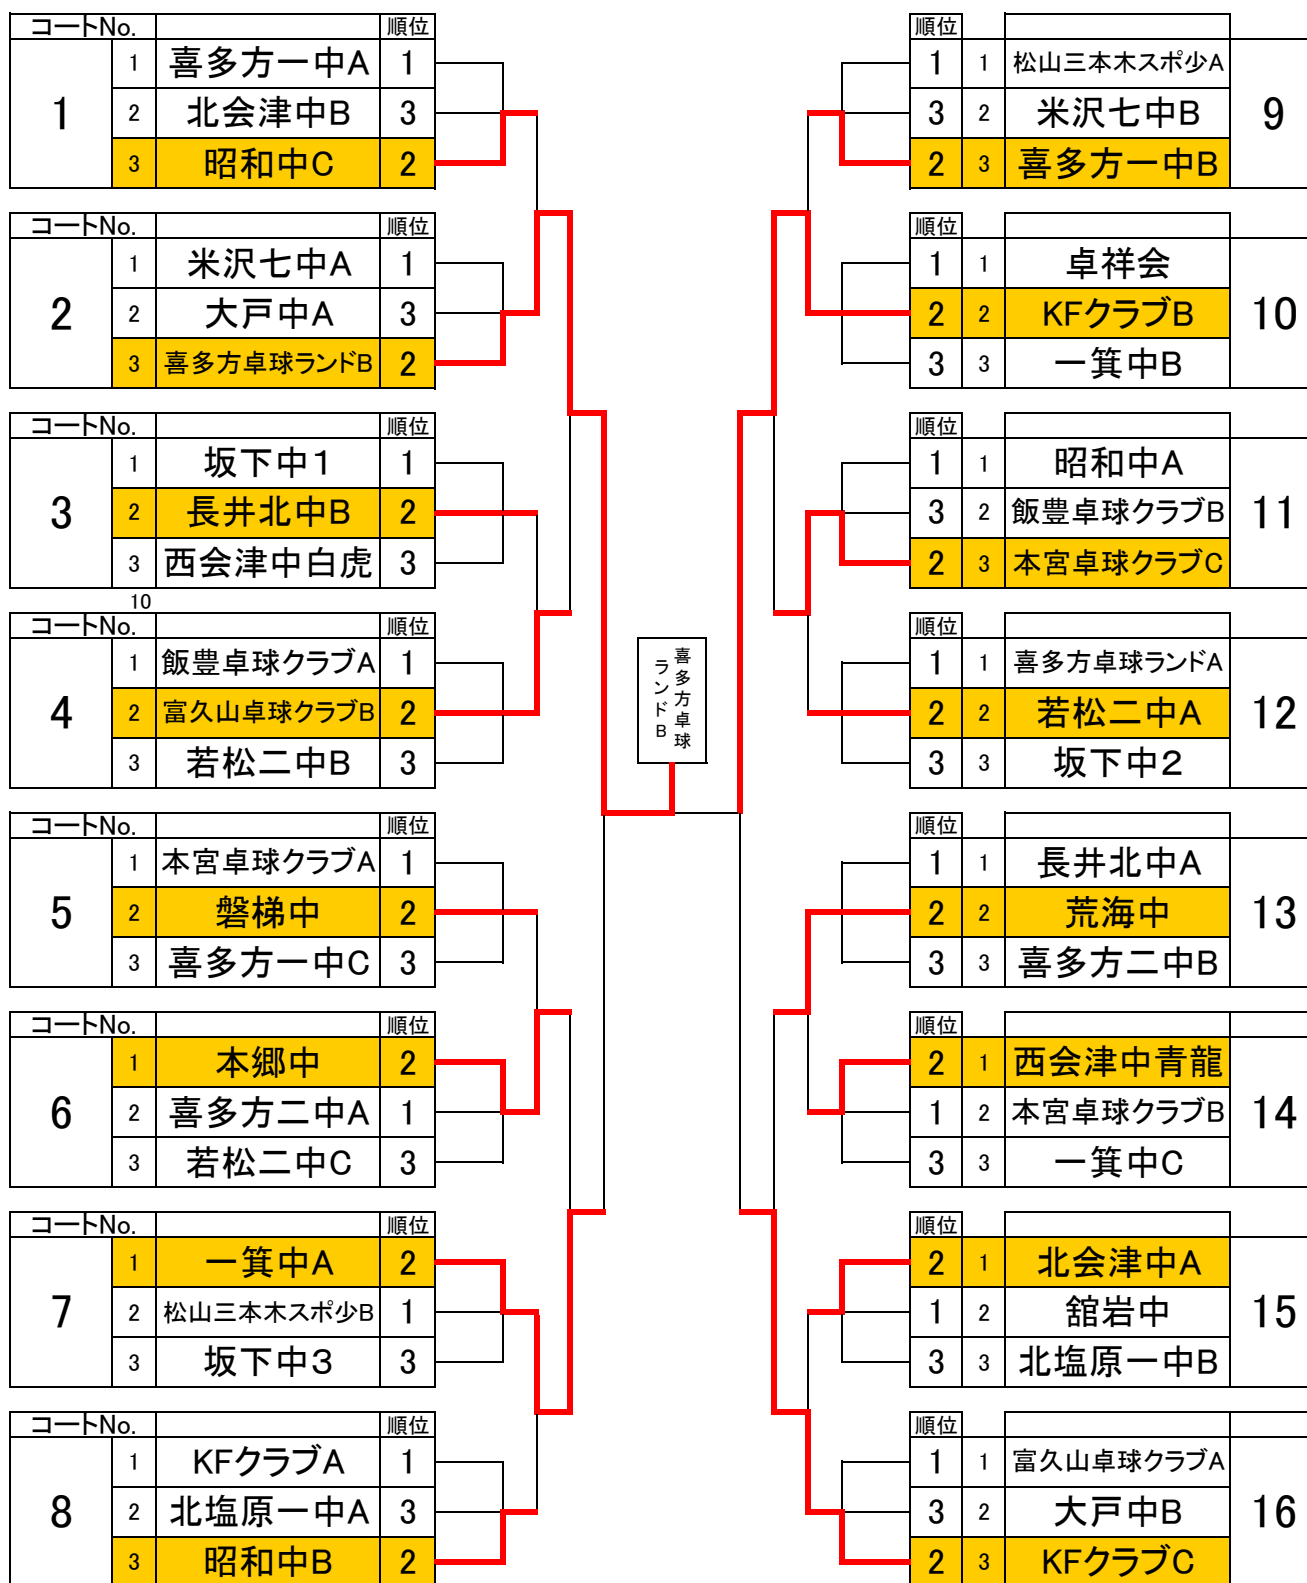 コートNo. 順位
1
1 喜多方一中A 1
2 北会津中B 3
3 昭和中C 2
コートNo. 順位
2
1 米沢七中A 1
2 大戸中A 3
3 喜多方卓球ランドB 2
コートNo. 順位
3
1 坂下中1 1
2 長井北中B 2
3 西会津中白虎 3
10
コートNo. 順位
4
1 飯豊卓球クラブA 1
2 富久山卓球クラブB 2
3 若松二中B 3
コートNo. 順位
5
1 本宮卓球クラブA 1
2 磐梯中 2
3 喜多方一中C 3
コートNo. 順位
6
1 本郷中 2
2 喜多方二中A 1
3 若松二中C 3
コートNo. 順位
7
1 一箕中A 2
2 松山三本木スポ少B 1
3 坂下中3 3
コートNo. 順位
8
1 KFクラブA 1
2 北塩原一中A 3
3 昭和中B 2
喜多方卓球
ランドB
順位
1 1 松山三本木スポ少A
3 2 米沢七中B
2 3 喜多方一中B
9
順位
1 1 卓祥会
2 2 KFクラブB
3 3 一箕中B
10
順位
1 1 昭和中A
3 2 飯豊卓球クラブB
2 3 本宮卓球クラブC
11
順位
1 1 喜多方卓球ランドA
2 2 若松二中A
3 3 坂下中2
12
順位
1 1 長井北中A
2 2 荒海中
3 3 喜多方二中B
13
順位
2 1 西会津中青龍
1 2 本宮卓球クラブB
3 3 一箕中C
14
順位
2 1 北会津中A
1 2 舘岩中
3 3 北塩原一中B
15
順位
1 1 富久山卓球クラブA
3 2 大戸中B
2 3 KFクラブC
16